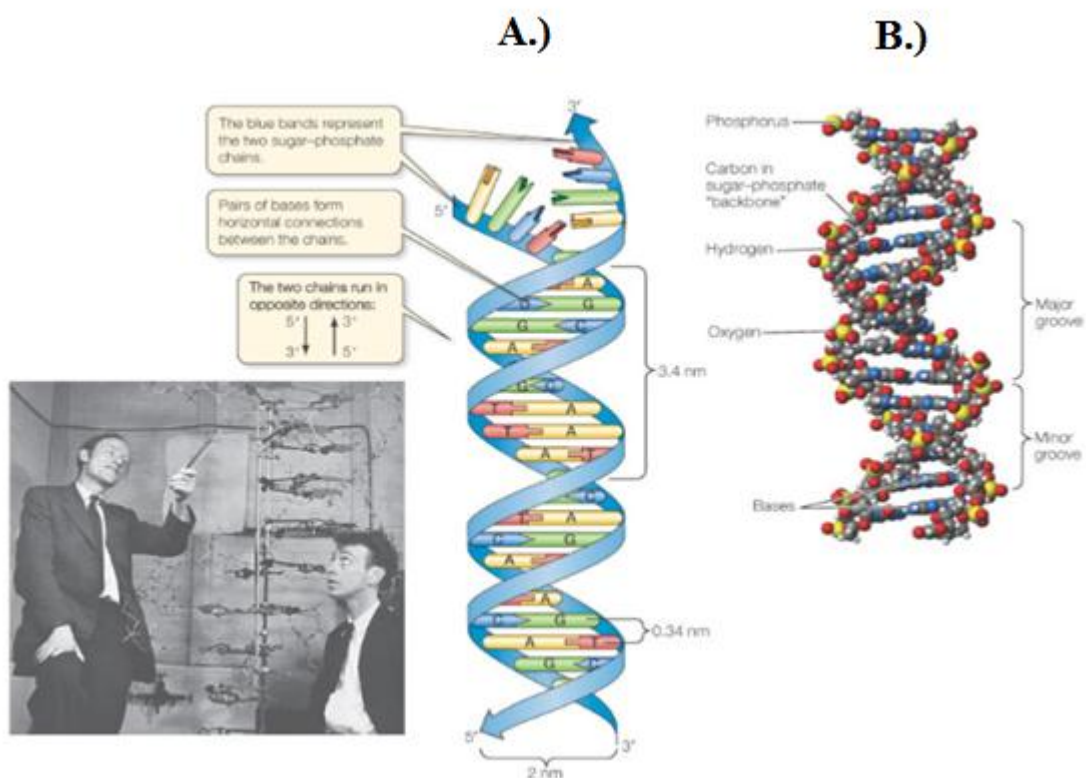 A.)
B.)
The blue bands represent
the two sugar–phosphate
chains.
Pairs of bases form
horizontal connections
between the chains.
The two chains run in
opposite directions:
5′ 3′
3′ 5′
3′
5′
A
G
G C
A
G C
T A
T A
A T
C
T A
C G
A
A
C G
A T
G C
5′
3′
3.4 nm
0.34 nm
2 nm
Phosphorus
Carbon in
sugar-phosphate
"backbone"
Hydrogen
Oxygen
Bases
Major
groove
Minor
groove